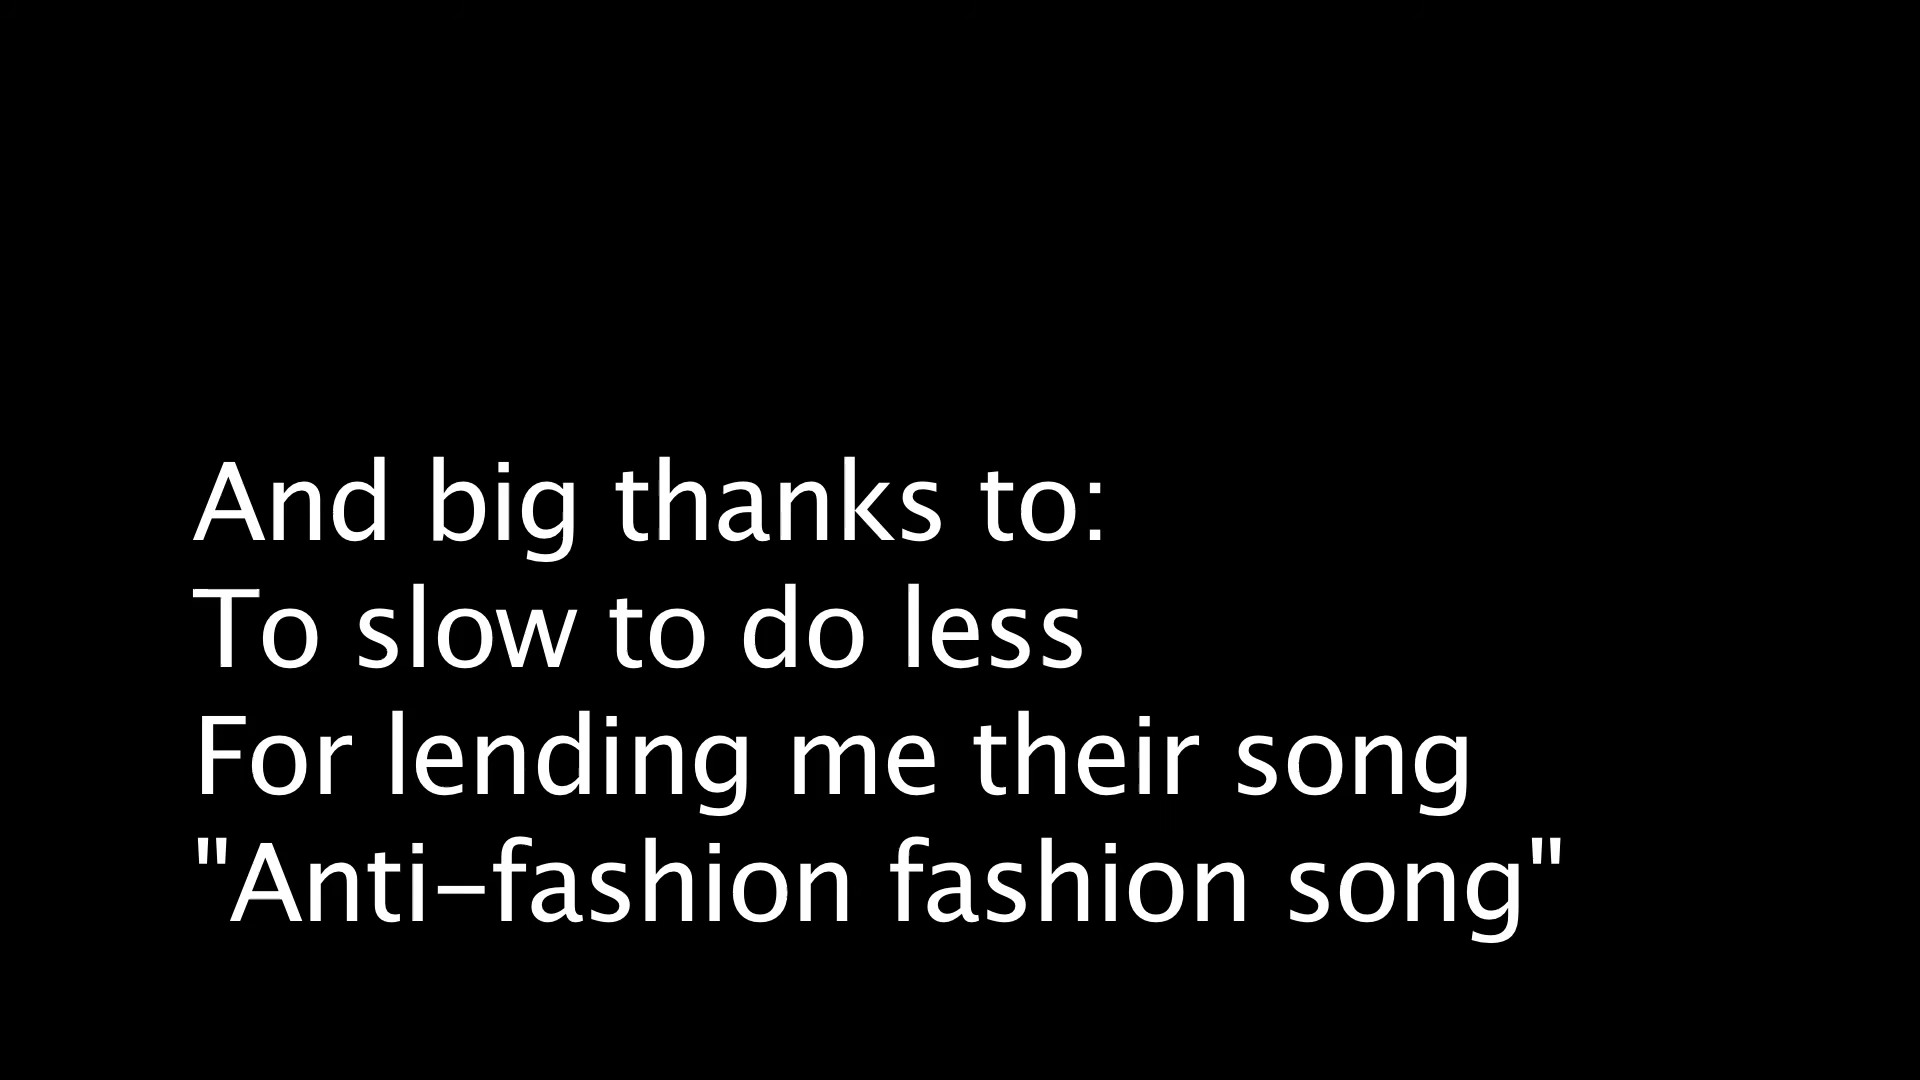 And big thanks to:
To slow to do less
For lending me their song
"Anti-fashion fashion song"